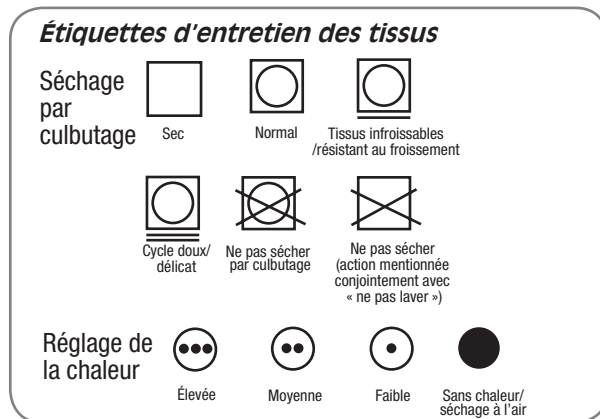 Étiquettes d'entretien des tissus
Séchage
par
culbutage
Sec
Normal
Tissus infroissables
/résistant au froissement
Cycle doux/
délicat
Ne pas sécher
par culbutage
Ne pas sécher
(action mentionnée
conjointement avec
« ne pas laver »)
Réglage de
la chaleur
Élevée
Moyenne
Faible
Sans chaleur/
séchage à l'air